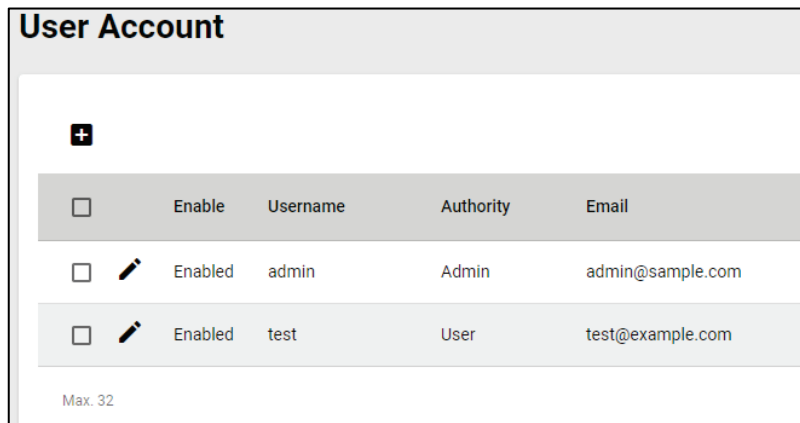 User Account
Enable Username Authority Email
Enabled admin Admin admin@sample.com
Enabled test User test@example.com
Max. 32